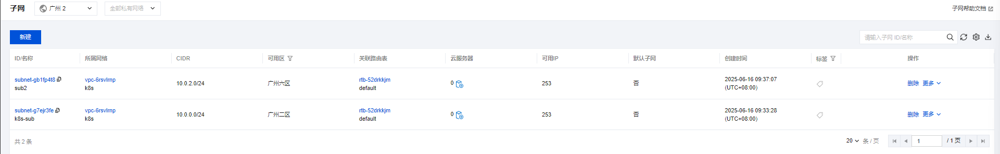 子网 广州 2 全部私有网络 子网帮助文档
新建 请输入子网 ID/名称
ID/名称 所属网络 CIDR 可用区 关联路由表 云服务器 可用IP 默认子网 创建时间 标签 操作
subnet-gb1fp4t8 vpc-6rsvlrnp 10.0.2.0/24 广州六区 rtb-52drkkjm 0 253 否 2025-06-16 09:37:07 删除 更多
sub2 k8s default (UTC+08:00)
subnet-g7ejr3fe vpc-6rsvlrnp 10.0.0.0/24 广州二区 rtb-52drkkjm 0 253 否 2025-06-16 09:33:28 删除 更多
k8s-sub k8s default (UTC+08:00)
共 2 条 20 条 / 页 1 / 1 页